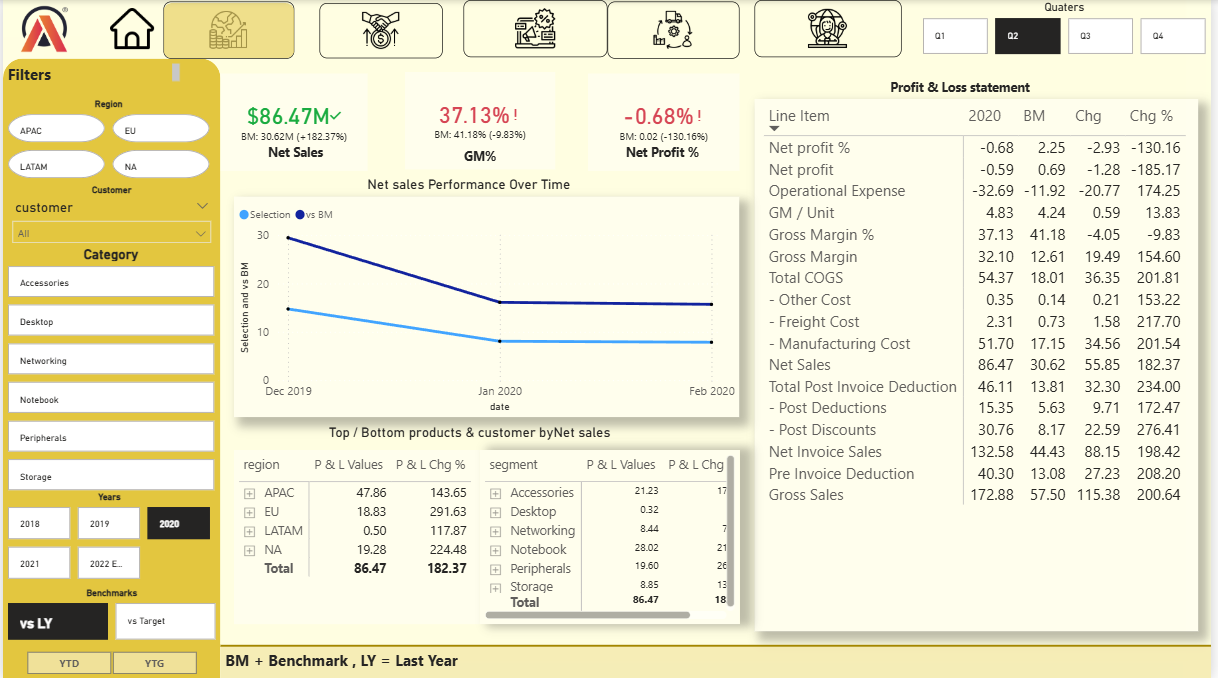 Quaters
Q1
Q2
Q3
Q4
Filters
Region
APAC
EU
LATAM
NA
Customer
customer
All
Category
Accessories
Desktop
Networking
Notebook
Peripherals
Storage
Years
2018
2019
2020
2021
2022 E...
Benchmarks
vs LY
vs Target
YTD
YTG
$86.47M
BM: 30.62M (+182.37%)
Net Sales
37.13% !
BM: 41.18% (-9.83%)
GM%
-0.68% !
BM: 0.02 (-130.16%)
Net Profit %
Net sales Performance Over Time
Selection vs BM
Selection and vs BM
30
20
10
0
Dec 2019 Jan 2020 Feb 2020
date
Top / Bottom products & customer byNet sales
region P & L Values P & L Chg %
APAC 47.86 143.65
EU 18.83 291.63
LATAM 0.50 117.87
NA 19.28 224.48
Total 86.47 182.37
segment P & L Values P & L Chg
Accessories 21.23 17
Desktop 0.32
Networking 8.44 7
Notebook 28.02 21
Peripherals 19.60 26
Storage 8.85 13
Total 86.47 18
Profit & Loss statement
Line Item 2020 BM Chg Chg %
Net profit % -0.68 2.25 -2.93 -130.16
Net profit -0.59 0.69 -1.28 -185.17
Operational Expense -32.69 -11.92 -20.77 174.25
GM / Unit 4.83 4.24 0.59 13.83
Gross Margin % 37.13 41.18 -4.05 -9.83
Gross Margin 32.10 12.61 19.49 154.60
Total COGS 54.37 18.01 36.35 201.81
- Other Cost 0.35 0.14 0.21 153.22
- Freight Cost 2.31 0.73 1.58 217.70
- Manufacturing Cost 51.70 17.15 34.56 201.54
Net Sales 86.47 30.62 55.85 182.37
Total Post Invoice Deduction 46.11 13.81 32.30 234.00
- Post Deductions 15.35 5.63 9.71 172.47
- Post Discounts 30.76 8.17 22.59 276.41
Net Invoice Sales 132.58 44.43 88.15 198.42
Pre Invoice Deduction 40.30 13.08 27.23 208.20
Gross Sales 172.88 57.50 115.38 200.64
BM + Benchmark , LY = Last Year